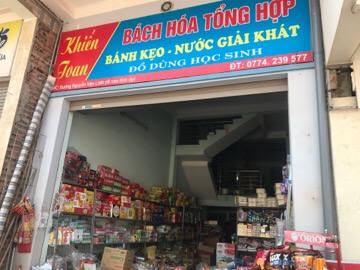 Khiển
Toan
BÁCH HÓA TỔNG HỢP
BÁNH KẸO - NƯỚC GIẢI KHÁT
ĐỒ DÙNG HỌC SINH
ĐT: 0774. 239 577
ORION